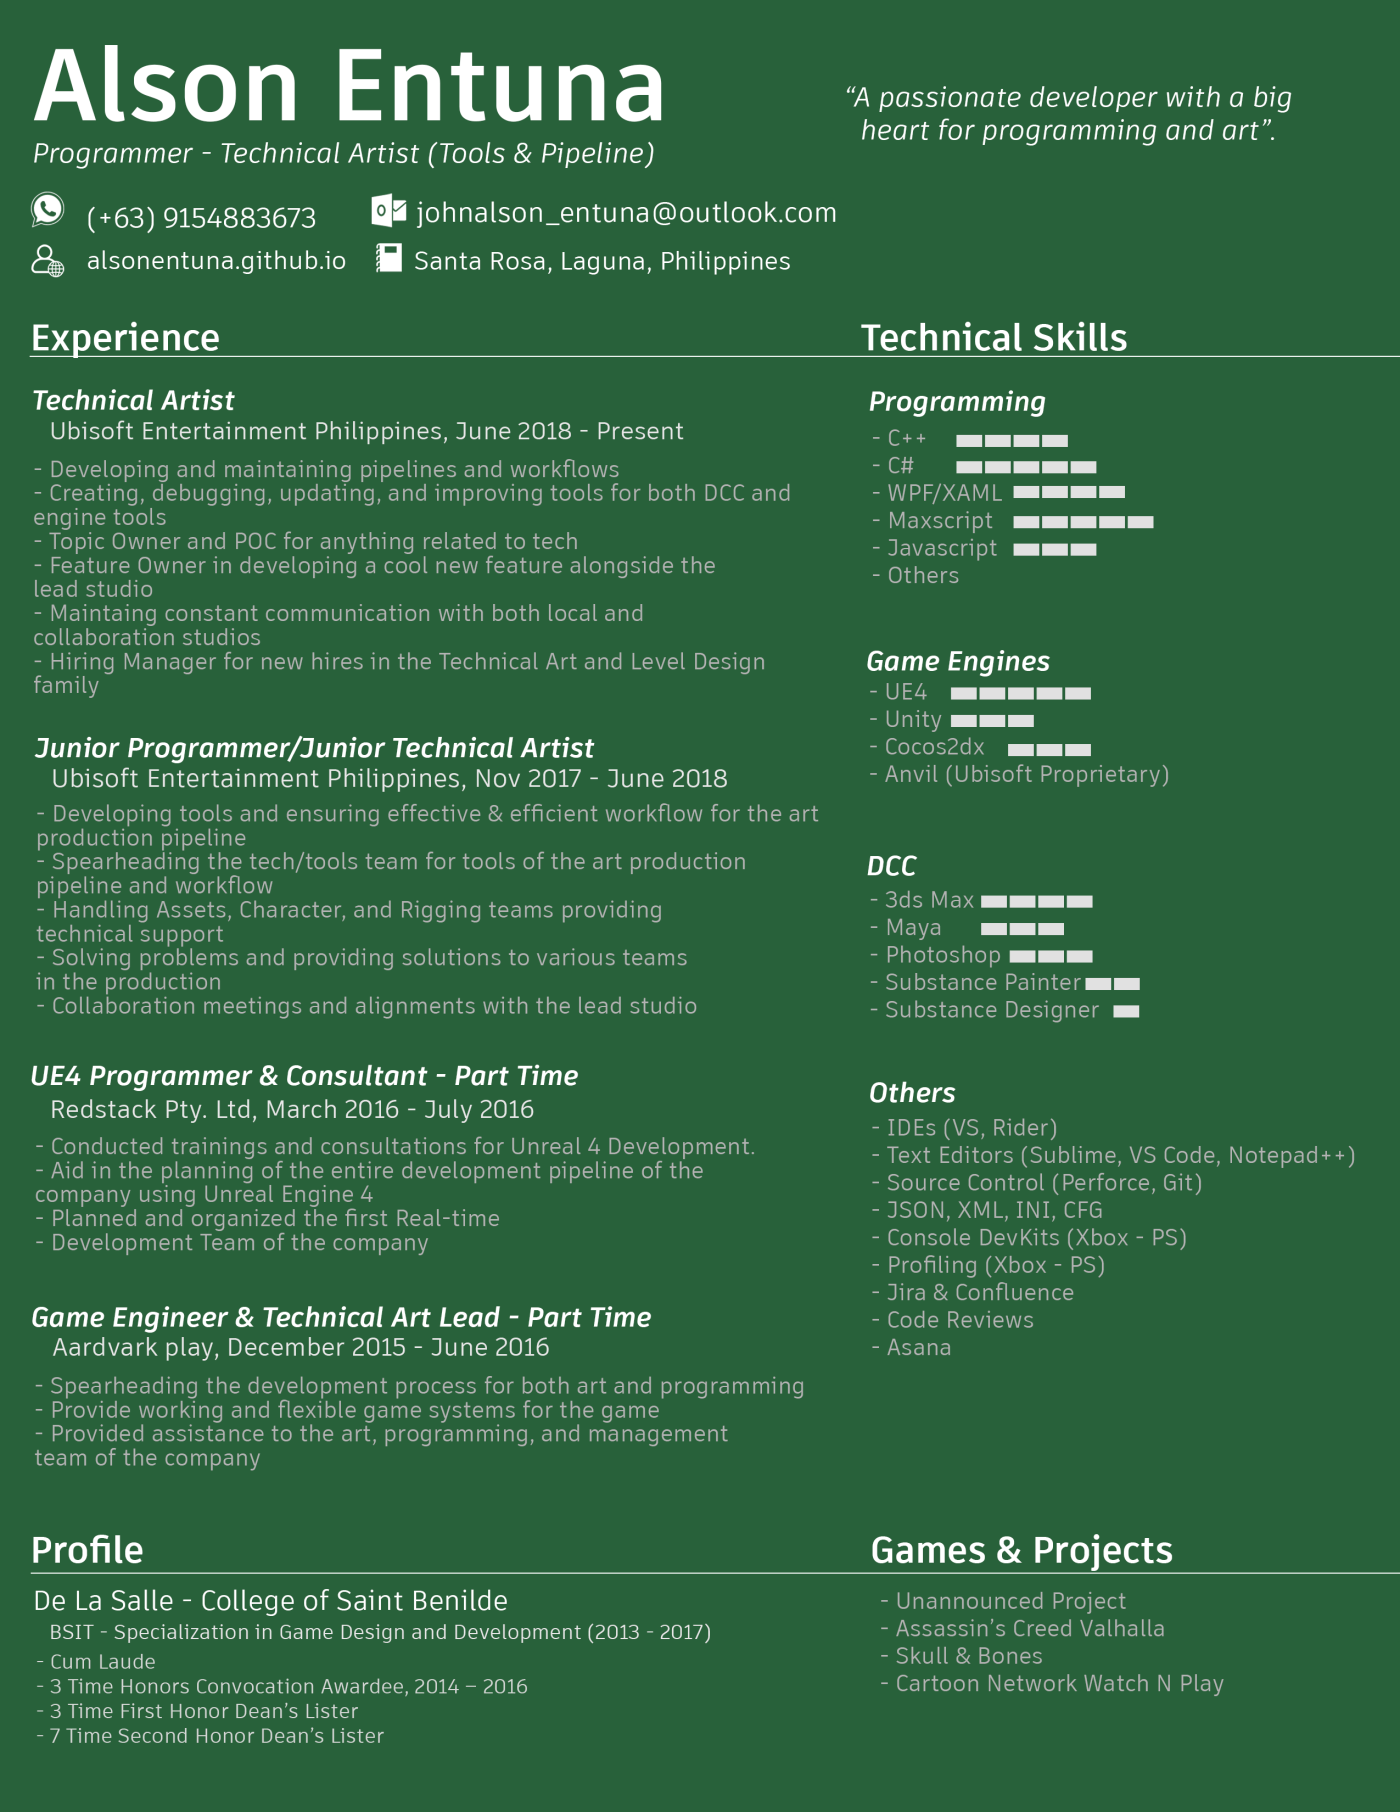 Alson Entuna
Programmer - Technical Artist (Tools & Pipeline)
“A passionate developer with a big
heart for programming and art”.
(+63) 9154883673
johnalson_entuna@outlook.com
alsonentuna.github.io
Santa Rosa, Laguna, Philippines
Experience
Technical Artist
Ubisoft Entertainment Philippines, June 2018 - Present
- Developing and maintaining pipelines and workflows
- Creating, debugging, updating, and improving tools for both DCC and
engine tools
- Topic Owner and POC for anything related to tech
- Feature Owner in developing a cool new feature alongside the
lead studio
- Maintaing constant communication with both local and
collaboration studios
- Hiring Manager for new hires in the Technical Art and Level Design
family
Junior Programmer/Junior Technical Artist
Ubisoft Entertainment Philippines, Nov 2017 - June 2018
- Developing tools and ensuring effective & efficient workflow for the art
production pipeline
- Spearheading the tech/tools team for tools of the art production
pipeline and workflow
- Handling Assets, Character, and Rigging teams providing
technical support
- Solving problems and providing solutions to various teams
in the production
- Collaboration meetings and alignments with the lead studio
UE4 Programmer & Consultant - Part Time
Redstack Pty. Ltd, March 2016 - July 2016
- Conducted trainings and consultations for Unreal 4 Development.
- Aid in the planning of the entire development pipeline of the
company using Unreal Engine 4
- Planned and organized the first Real-time
- Development Team of the company
Game Engineer & Technical Art Lead - Part Time
Aardvark play, December 2015 - June 2016
- Spearheading the development process for both art and programming
- Provide working and flexible game systems for the game
- Provided assistance to the art, programming, and management
team of the company
Technical Skills
Programming
- C++
- C#
- WPF/XAML
- Maxscript
- Javascript
- Others
Game Engines
- UE4
- Unity
- Cocos2dx
- Anvil (Ubisoft Proprietary)
DCC
- 3ds Max
- Maya
- Photoshop
- Substance Painter
- Substance Designer
Others
- IDEs (VS, Rider)
- Text Editors (Sublime, VS Code, Notepad++)
- Source Control (Perforce, Git)
- JSON, XML, INI, CFG
- Console DevKits (Xbox - PS)
- Profiling (Xbox - PS)
- Jira & Confluence
- Code Reviews
- Asana
Profile
De La Salle - College of Saint Benilde
BSIT - Specialization in Game Design and Development (2013 - 2017)
- Cum Laude
- 3 Time Honors Convocation Awardee, 2014 – 2016
- 3 Time First Honor Dean’s Lister
- 7 Time Second Honor Dean’s Lister
Games & Projects
- Unannounced Project
- Assassin’s Creed Valhalla
- Skull & Bones
- Cartoon Network Watch N Play